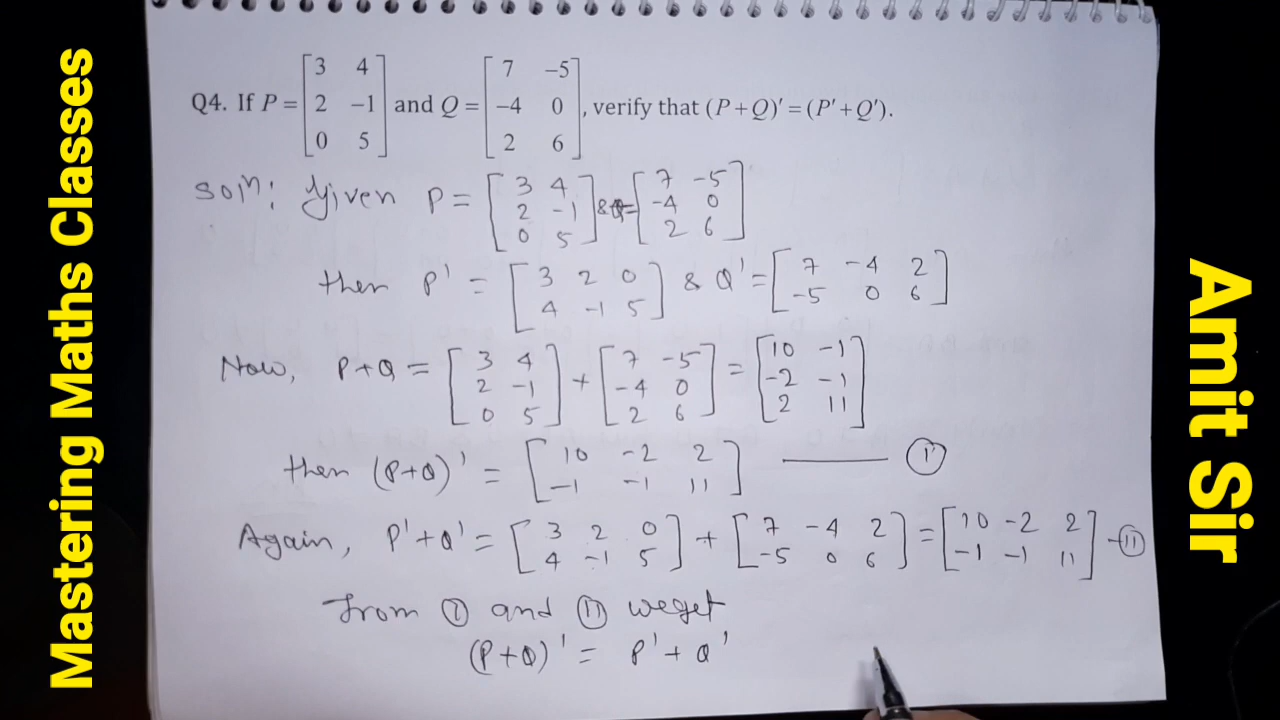 Mastering Maths Classes
Q4. If P = [3 4; 2 −1; 0 5] and Q = [7 −5; −4 0; 2 6], verify that (P+Q)′ = (P′+Q′).
Soln: Given P = [3 4; 2 -1; 0 5] & Q = [7 -5; -4 0; 2 6]
then P' = [3 2 0; 4 -1 5] & Q' = [7 -4 2; -5 0 6]
Now, P+Q = [3 4; 2 -1; 0 5] + [7 -5; -4 0; 2 6] = [10 -1; -2 -1; 2 11]
then (P+Q)' = [10 -2 2; -1 -1 11] —— (i)
Again, P'+Q' = [3 2 0; 4 -1 5] + [7 -4 2; -5 0 6] = [10 -2 2; -1 -1 11] - (ii)
From (i) and (ii) we get
(P+Q)' = P'+Q'
Amit Sir